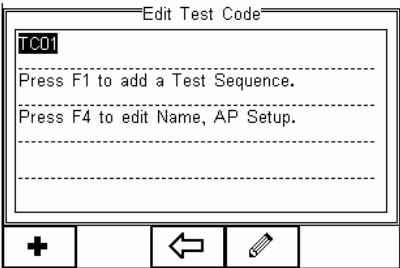 Edit Test Code
TC01
Press F1 to add a Test Sequence.
Press F4 to edit Name, AP Setup.